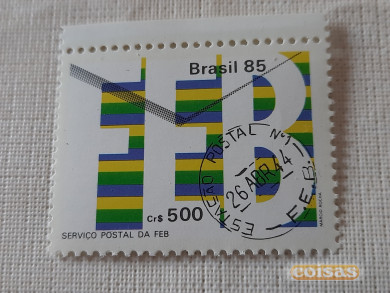 Brasil 85
FEB
ESTAÇÃO POSTAL Nº1
26 ABR 44
F.E.B.
Cr$ 500
SERVIÇO POSTAL DA FEB
coisas